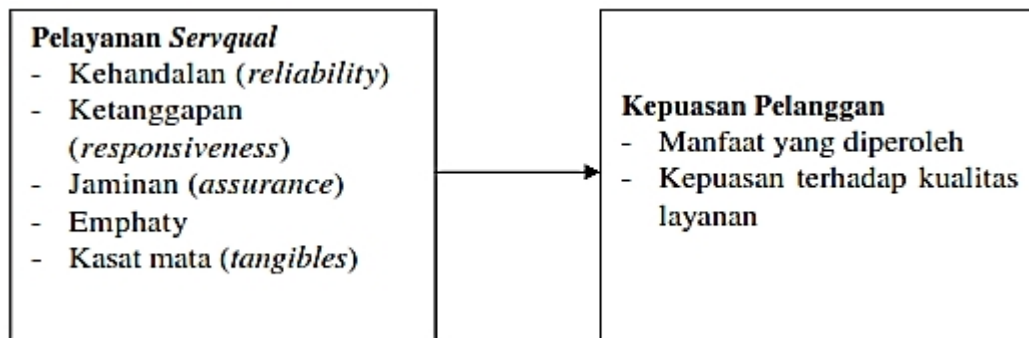 Pelayanan Servqual
- Kehandalan (reliability)
- Ketanggapan
(responsiveness)
- Jaminan (assurance)
- Emphaty
- Kasat mata (tangibles)
Kepuasan Pelanggan
- Manfaat yang diperoleh
- Kepuasan terhadap kualitas
layanan